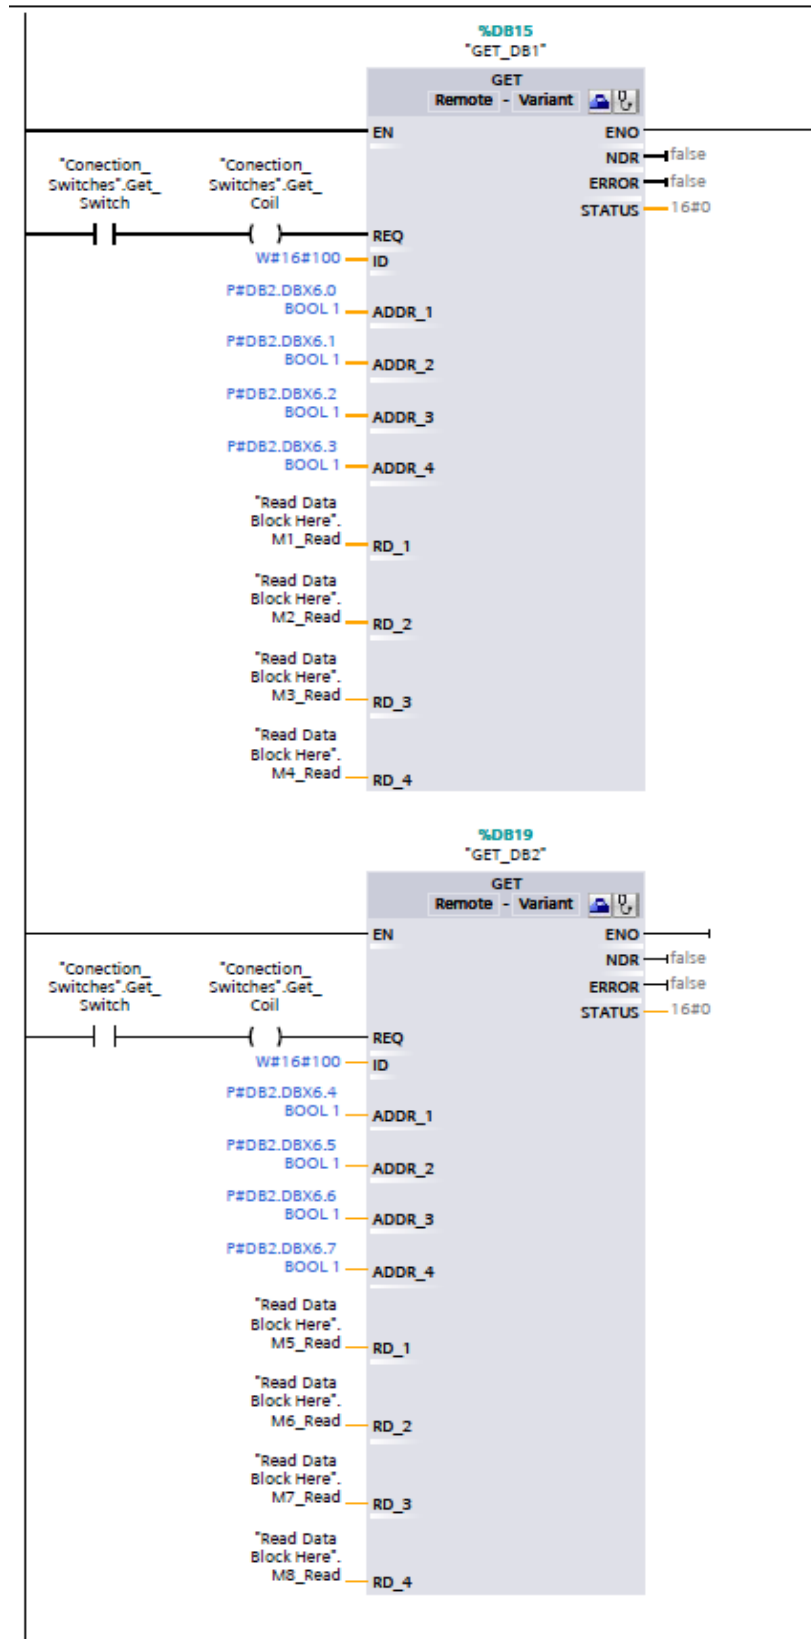 %DB15
"GET_DB1"
GET
Remote - Variant
EN
ENO
NDR
false
ERROR
false
STATUS
16#0
"Conection_
Switches".Get_
Switch
"Conection_
Switches".Get_
Coil
REQ
W#16#100
ID
P#DB2.DBX6.0
BOOL 1
ADDR_1
P#DB2.DBX6.1
BOOL 1
ADDR_2
P#DB2.DBX6.2
BOOL 1
ADDR_3
P#DB2.DBX6.3
BOOL 1
ADDR_4
"Read Data
Block Here".
M1_Read
RD_1
"Read Data
Block Here".
M2_Read
RD_2
"Read Data
Block Here".
M3_Read
RD_3
"Read Data
Block Here".
M4_Read
RD_4
%DB19
"GET_DB2"
GET
Remote - Variant
EN
ENO
NDR
false
ERROR
false
STATUS
16#0
"Conection_
Switches".Get_
Switch
"Conection_
Switches".Get_
Coil
REQ
W#16#100
ID
P#DB2.DBX6.4
BOOL 1
ADDR_1
P#DB2.DBX6.5
BOOL 1
ADDR_2
P#DB2.DBX6.6
BOOL 1
ADDR_3
P#DB2.DBX6.7
BOOL 1
ADDR_4
"Read Data
Block Here".
M5_Read
RD_1
"Read Data
Block Here".
M6_Read
RD_2
"Read Data
Block Here".
M7_Read
RD_3
"Read Data
Block Here".
M8_Read
RD_4